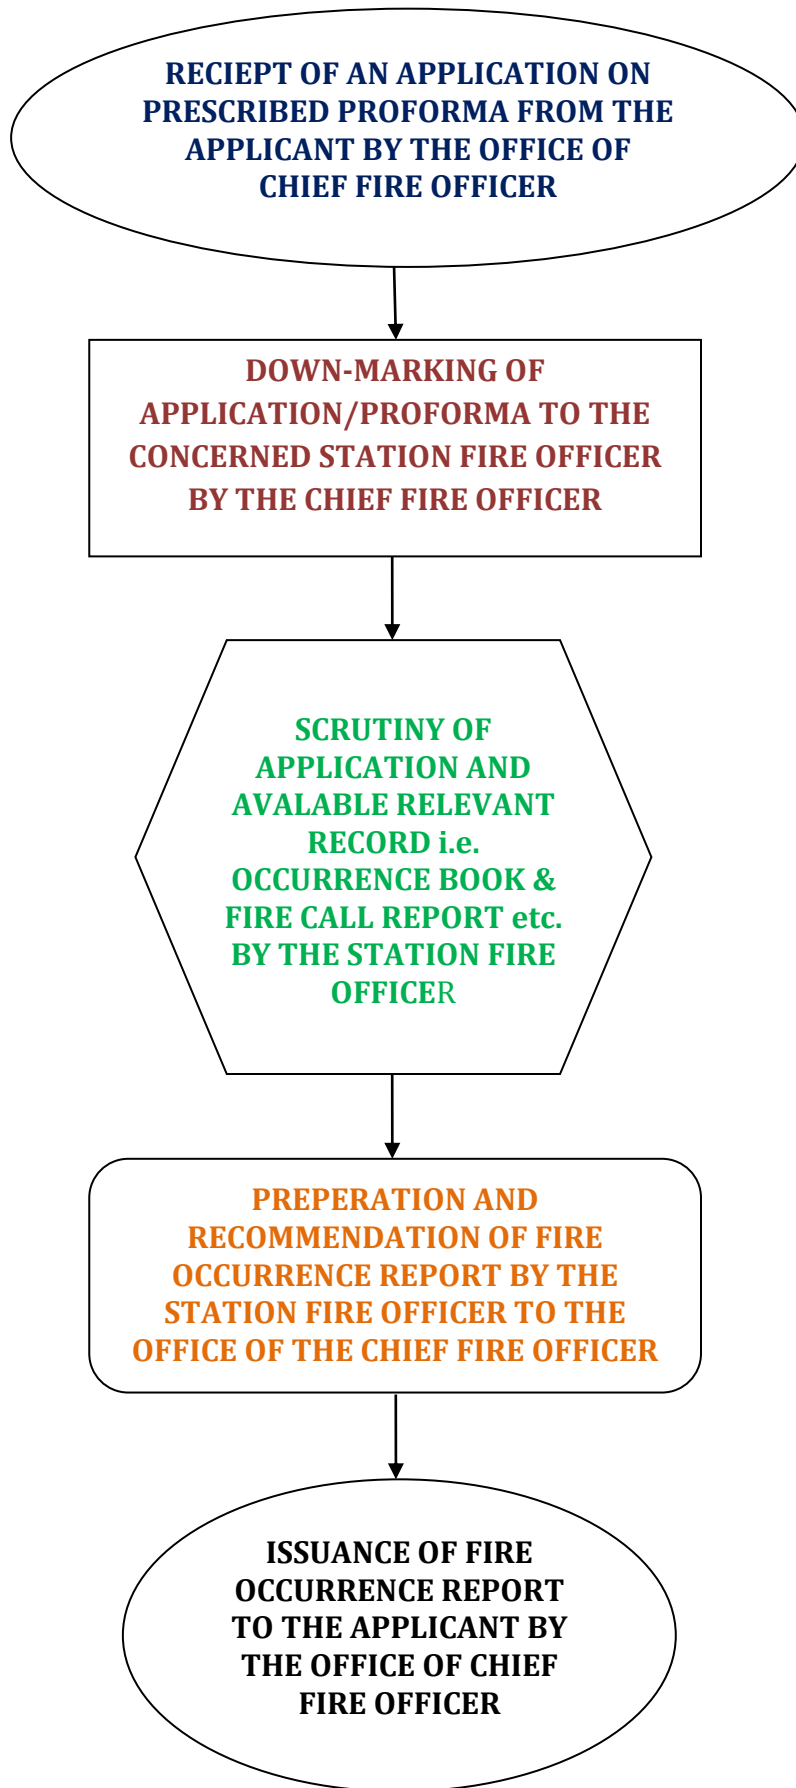 RECIEPT OF AN APPLICATION ON
PRESCRIBED PROFORMA FROM THE
APPLICANT BY THE OFFICE OF
CHIEF FIRE OFFICER
DOWN-MARKING OF
APPLICATION/PROFORMA TO THE
CONCERNED STATION FIRE OFFICER
BY THE CHIEF FIRE OFFICER
SCRUTINY OF
APPLICATION AND
AVALABLE RELEVANT
RECORD i.e.
OCCURRENCE BOOK &
FIRE CALL REPORT etc.
BY THE STATION FIRE
OFFICER
PREPERATION AND
RECOMMENDATION OF FIRE
OCCURRENCE REPORT BY THE
STATION FIRE OFFICER TO THE
OFFICE OF THE CHIEF FIRE OFFICER
ISSUANCE OF FIRE
OCCURRENCE REPORT
TO THE APPLICANT BY
THE OFFICE OF CHIEF
FIRE OFFICER